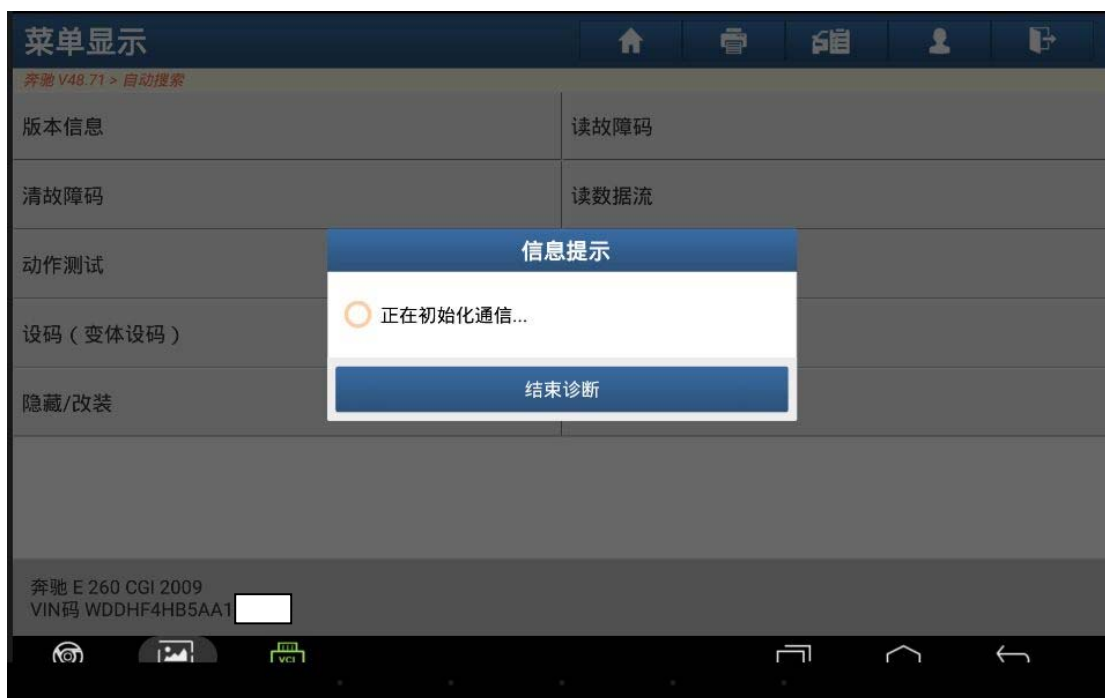 菜单显示
奔驰 V48.71 > 自动搜索
版本信息
读故障码
清故障码
读数据流
动作测试
信息提示
正在初始化通信...
结束诊断
设码（变体设码）
隐藏/改装
奔驰 E 260 CGI 2009
VIN码 WDDHF4HB5AA1
VCI